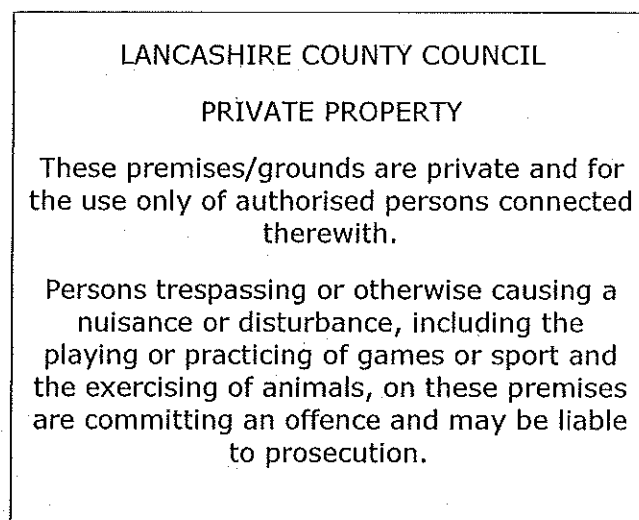 LANCASHIRE COUNTY COUNCIL
PRIVATE PROPERTY
These premises/grounds are private and for
the use only of authorised persons connected
therewith.
Persons trespassing or otherwise causing a
nuisance or disturbance, including the
playing or practicing of games or sport and
the exercising of animals, on these premises
are committing an offence and may be liable
to prosecution.